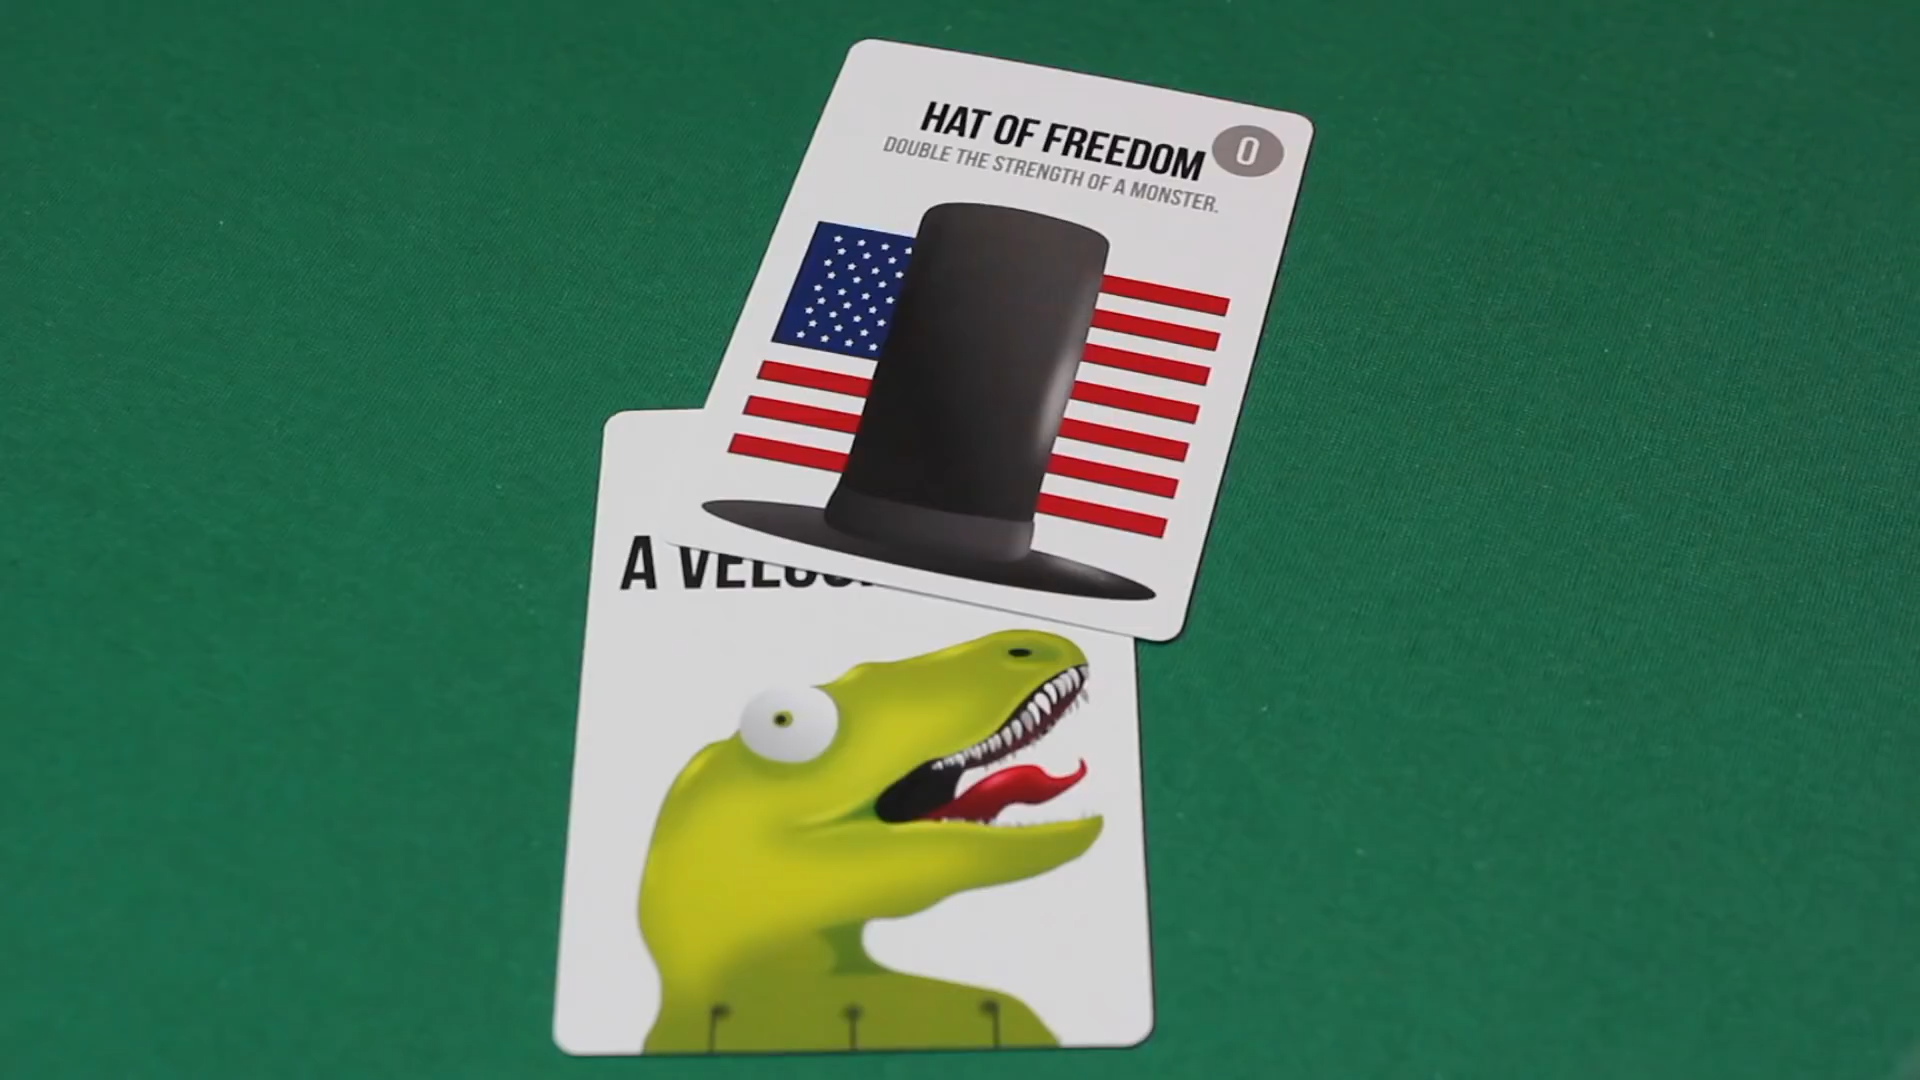 HAT OF FREEDOM
0
DOUBLE THE STRENGTH OF A MONSTER.
A